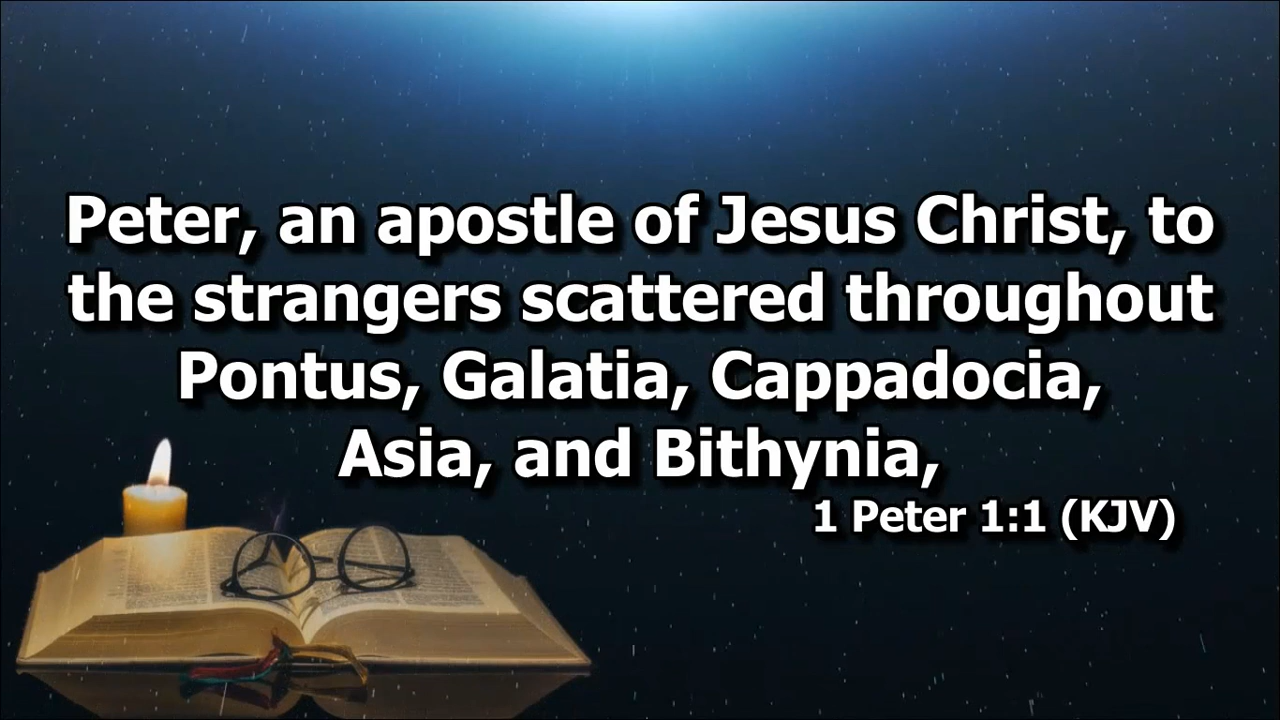 Peter, an apostle of Jesus Christ, to
the strangers scattered throughout
Pontus, Galatia, Cappadocia,
Asia, and Bithynia,
1 Peter 1:1 (KJV)